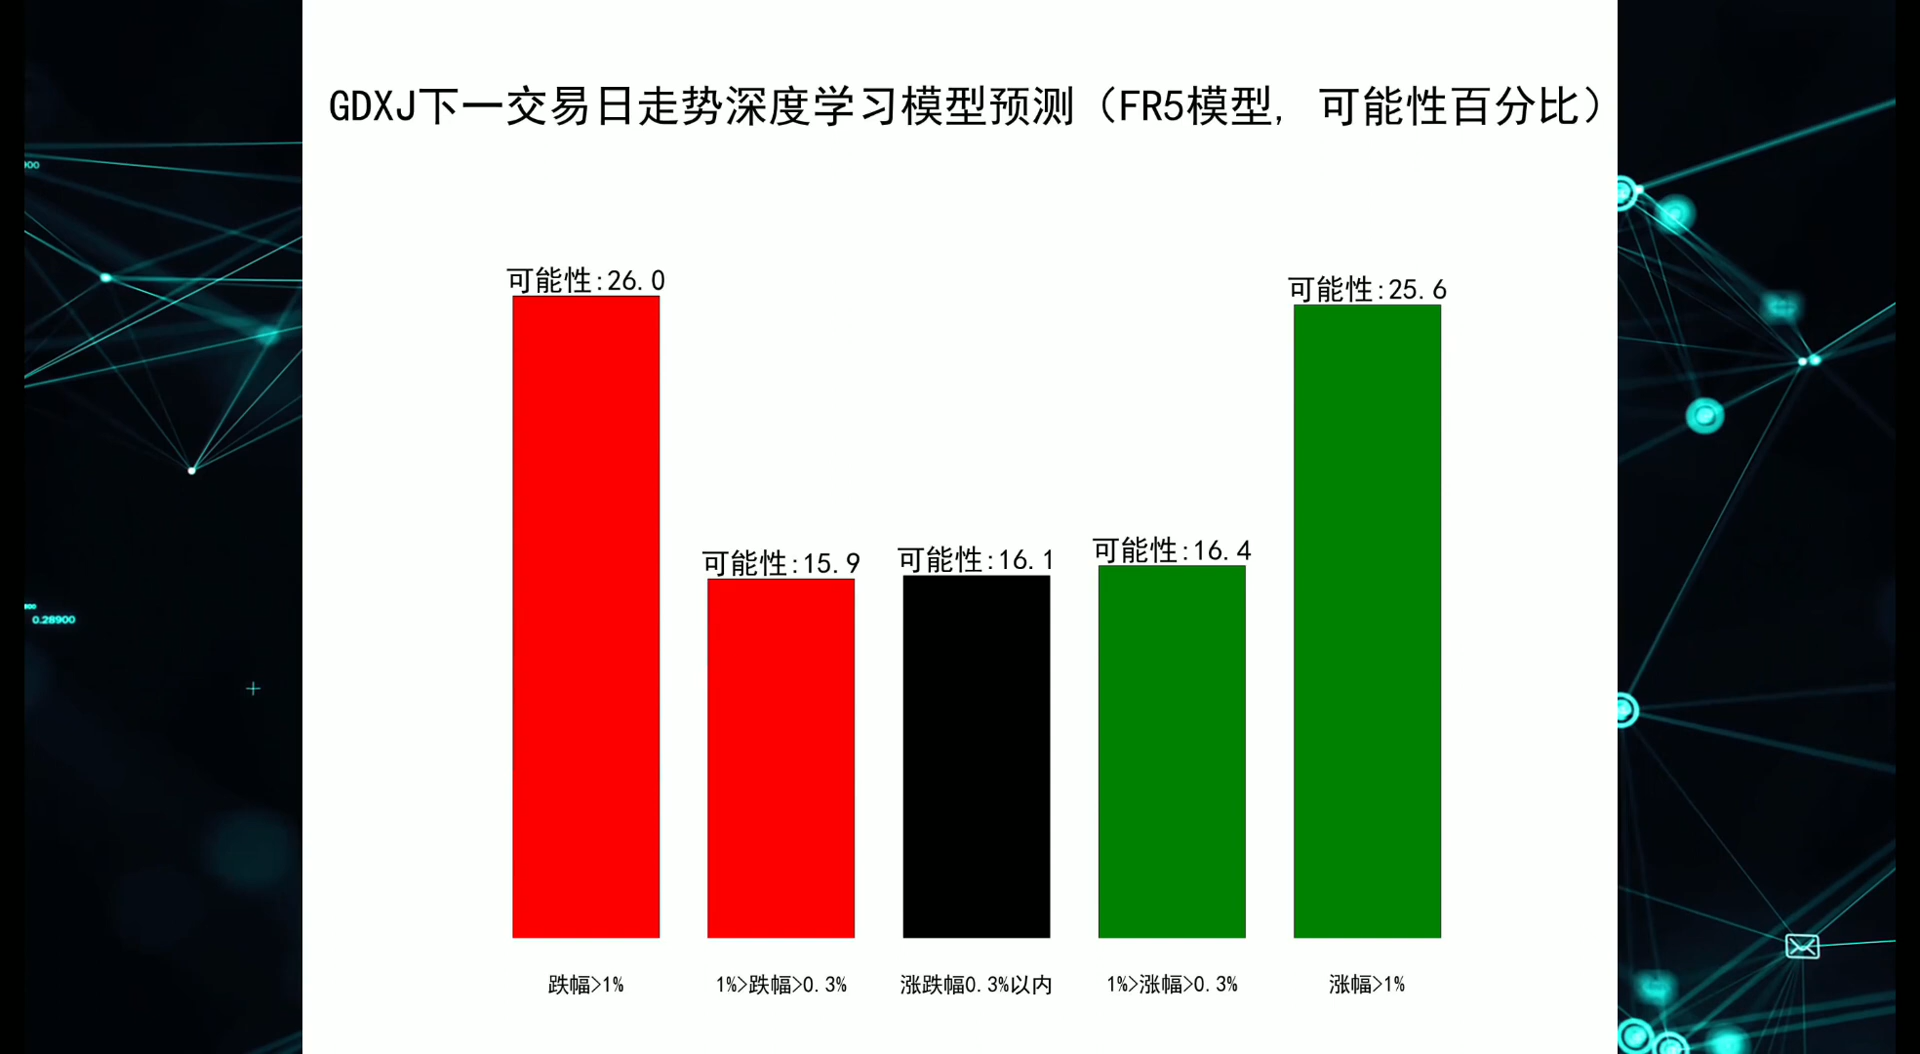 GDXJ下一交易日走势深度学习模型预测（FR5模型, 可能性百分比）
可能性:26.0
可能性:15.9
可能性:16.1
可能性:16.4
可能性:25.6
跌幅>1%
1%>跌幅>0.3%
涨跌幅0.3%以内
1%>涨幅>0.3%
涨幅>1%
0.28900